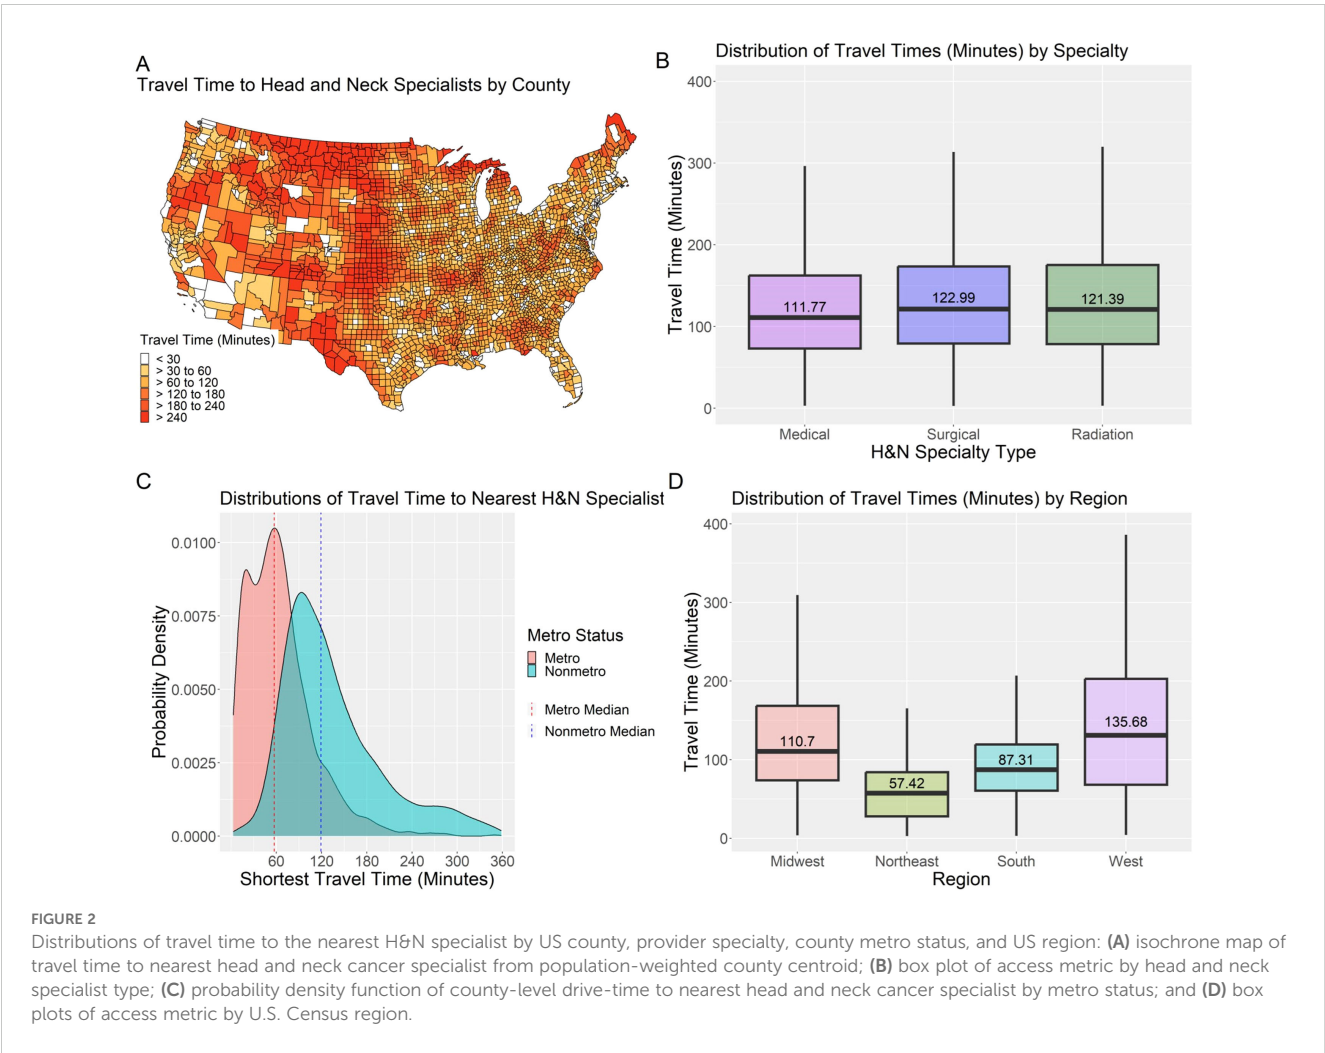 A
Travel Time to Head and Neck Specialists by County
Travel Time (Minutes)
< 30
> 30 to 60
> 60 to 120
> 120 to 180
> 180 to 240
> 240
B
Distribution of Travel Times (Minutes) by Specialty
Travel Time (Minutes)
400
300
200
100
0
111.77
122.99
121.39
Medical
Surgical
Radiation
H&N Specialty Type
C
Distributions of Travel Time to Nearest H&N Specialist
Probability Density
0.0100
0.0075
0.0050
0.0025
0.0000
60
120
180
240
300
360
Shortest Travel Time (Minutes)
Metro Status
Metro
Nonmetro
Metro Median
Nonmetro Median
D
Distribution of Travel Times (Minutes) by Region
Travel Time (Minutes)
400
300
200
100
0
110.7
57.42
87.31
135.68
Midwest
Northeast
South
West
Region
FIGURE 2
Distributions of travel time to the nearest H&N specialist by US county, provider specialty, county metro status, and US region: (A) isochrone map of
travel time to nearest head and neck cancer specialist from population-weighted county centroid; (B) box plot of access metric by head and neck
specialist type; (C) probability density function of county-level drive-time to nearest head and neck cancer specialist by metro status; and (D) box
plots of access metric by U.S. Census region.